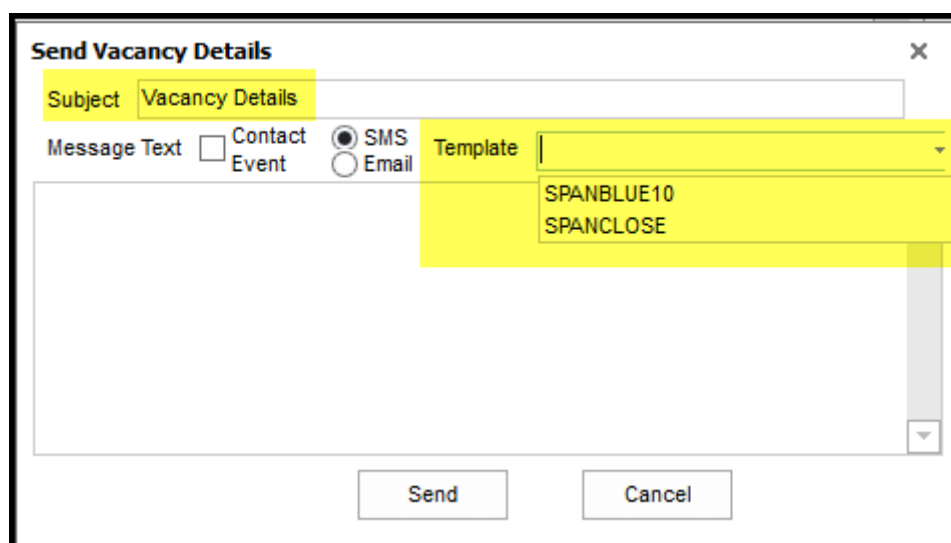 Send Vacancy Details
Subject Vacancy Details
Message Text Contact Event SMS Email Template
SPANBLUE10
SPANCLOSE
Send Cancel